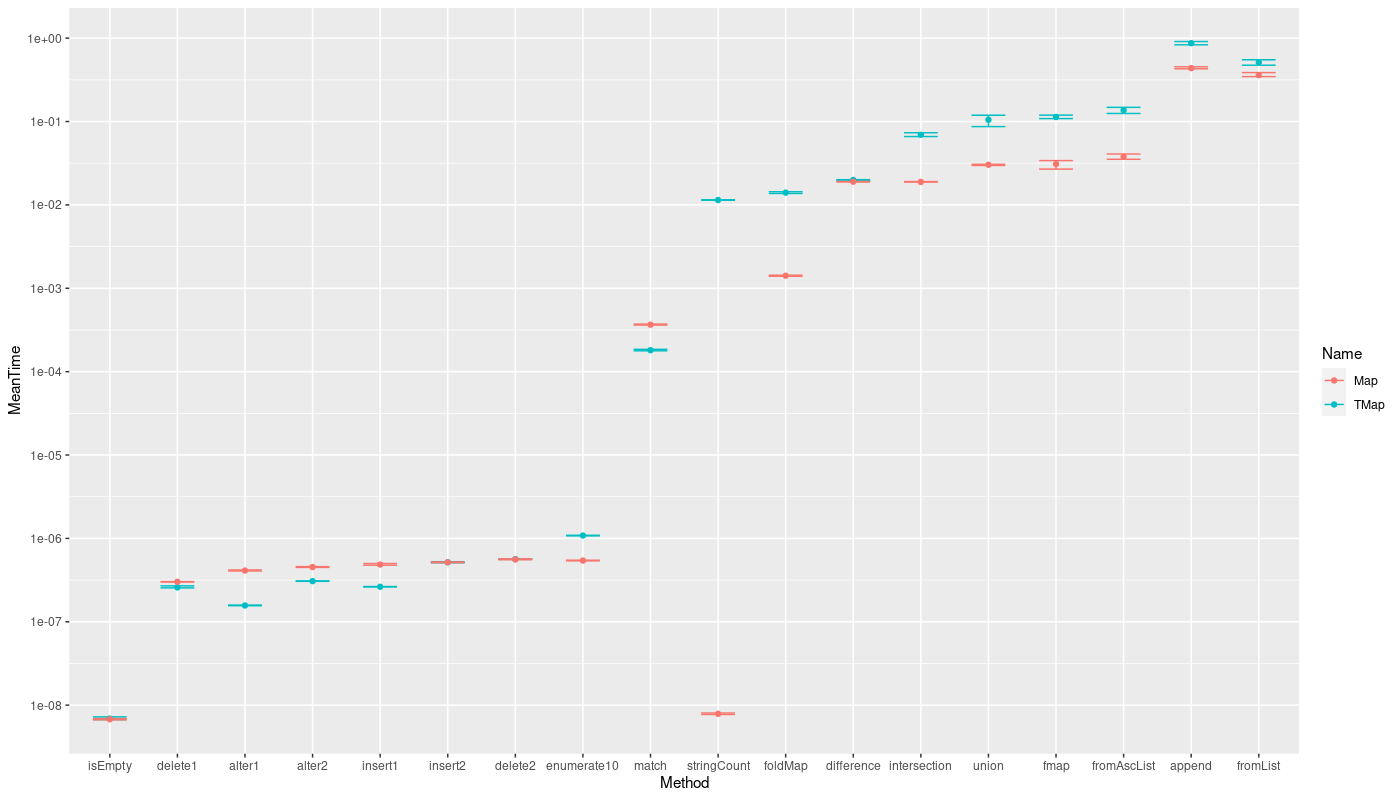 MeanTime
1e+00
1e-01
1e-02
1e-03
1e-04
1e-05
1e-06
1e-07
1e-08
isEmpty delete1 alter1 alter2 insert1 insert2 delete2 enumerate10 match stringCount foldMap difference intersection union fmap fromAscList append fromList
Method
Name
Map
TMap